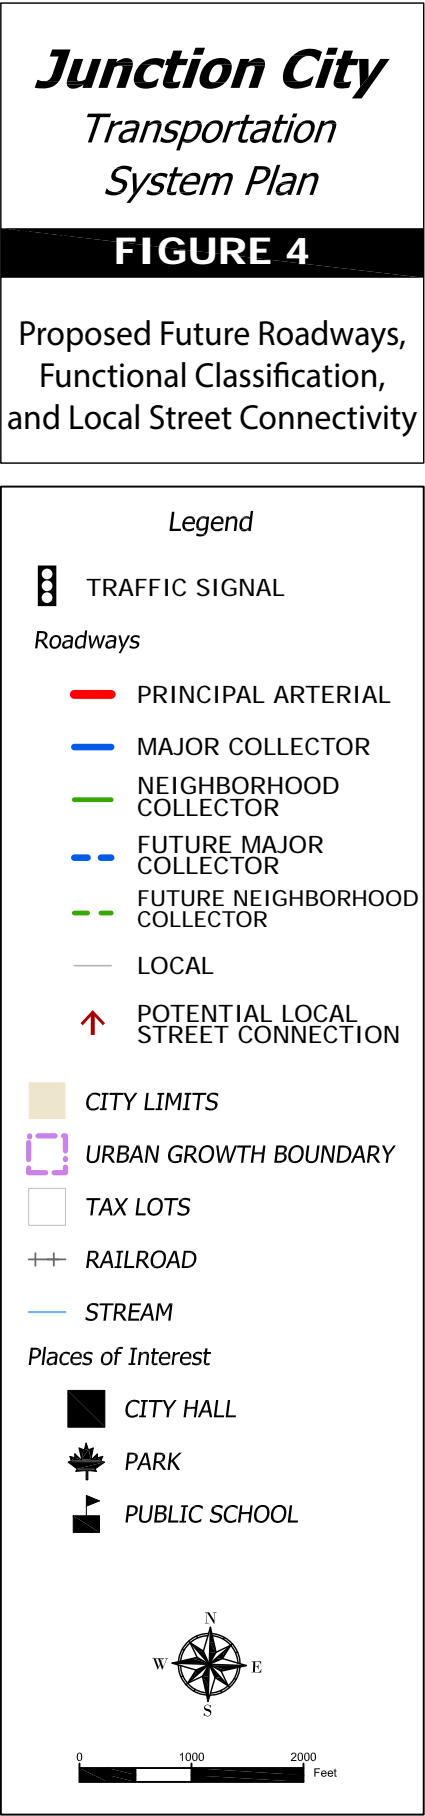 Junction City
Transportation
System Plan
FIGURE 4
Proposed Future Roadways,
Functional Classification,
and Local Street Connectivity
Legend
TRAFFIC SIGNAL
Roadways
PRINCIPAL ARTERIAL
MAJOR COLLECTOR
NEIGHBORHOOD
COLLECTOR
FUTURE MAJOR
COLLECTOR
FUTURE NEIGHBORHOOD
COLLECTOR
LOCAL
POTENTIAL LOCAL
STREET CONNECTION
CITY LIMITS
URBAN GROWTH BOUNDARY
TAX LOTS
RAILROAD
STREAM
Places of Interest
CITY HALL
PARK
PUBLIC SCHOOL
N
W E
S
0 1000 2000
Feet